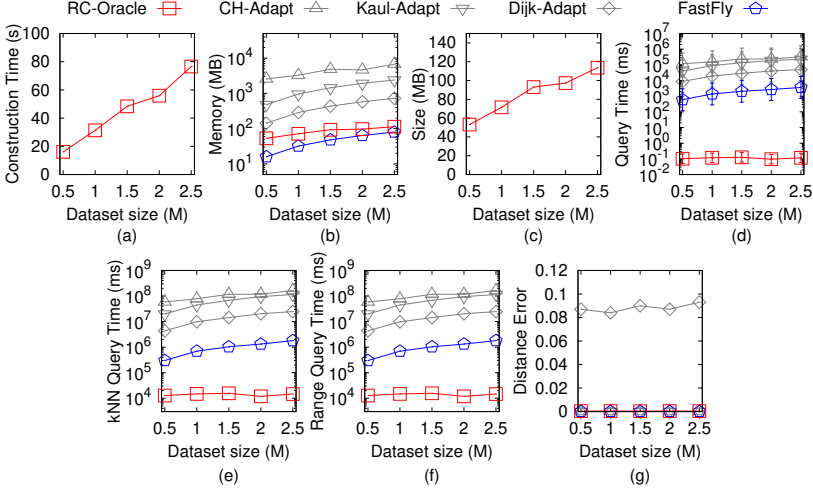 RC-Oracle CH-Adapt Kaul-Adapt Dijk-Adapt FastFly
Construction Time (s)
100
80
60
40
20
0
0.5 1 1.5 2 2.5
Dataset size (M)
(a)
Memory (MB)
10^4
10^3
10^2
10^1
0.5 1 1.5 2 2.5
Dataset size (M)
(b)
Size (MB)
140
120
100
80
60
40
20
0
0.5 1 1.5 2 2.5
Dataset size (M)
(c)
Query Time (ms)
10^7
10^6
10^5
10^4
10^3
10^2
10^1
10^0
10^-1
10^-2
0.5 1 1.5 2 2.5
Dataset size (M)
(d)
kNN Query Time (ms)
10^9
10^8
10^7
10^6
10^5
10^4
0.5 1 1.5 2 2.5
Dataset size (M)
(e)
Range Query Time (ms)
10^9
10^8
10^7
10^6
10^5
10^4
0.5 1 1.5 2 2.5
Dataset size (M)
(f)
Distance Error
0.12
0.1
0.08
0.06
0.04
0.02
0
0.5 1 1.5 2 2.5
Dataset size (M)
(g)